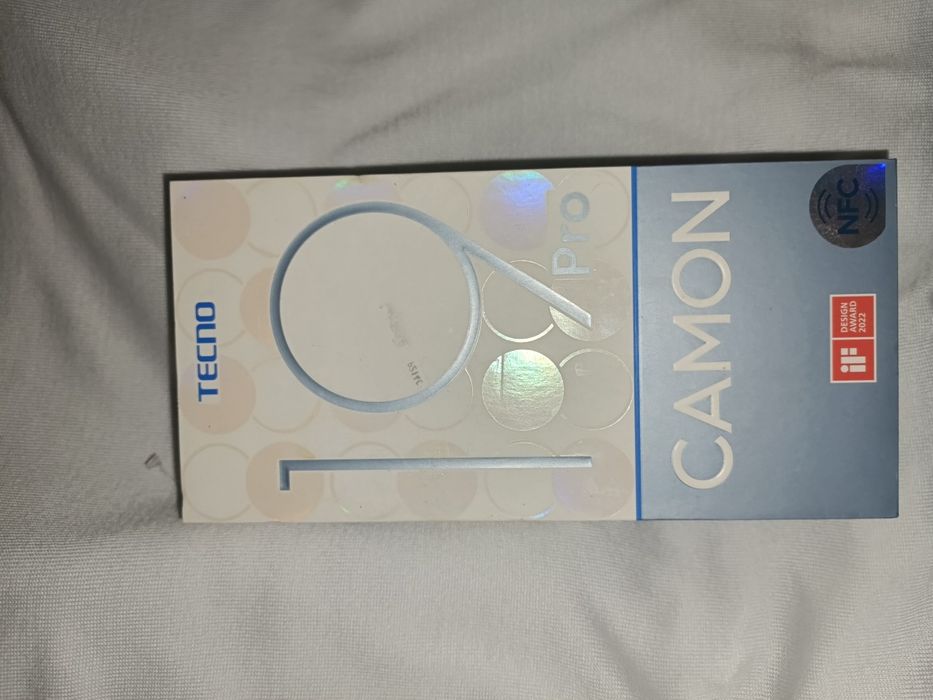 TECNO
19
Pro
CAMON
NFC
iF
DESIGN
AWARD
2022